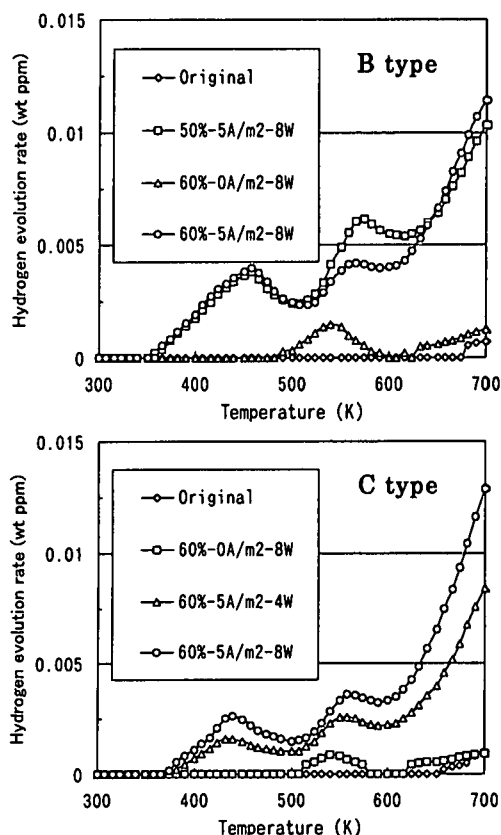 0.015
0.01
0.005
0
Hydrogen evolution rate (wt ppm)
B type
Original
50%-5A/m2-8W
60%-0A/m2-8W
60%-5A/m2-8W
300 400 500 600 700
Temperature (K)
0.015
0.01
0.005
0
Hydrogen evolution rate (wt ppm)
C type
Original
60%-0A/m2-8W
60%-5A/m2-4W
60%-5A/m2-8W
300 400 500 600 700
Temperature (K)